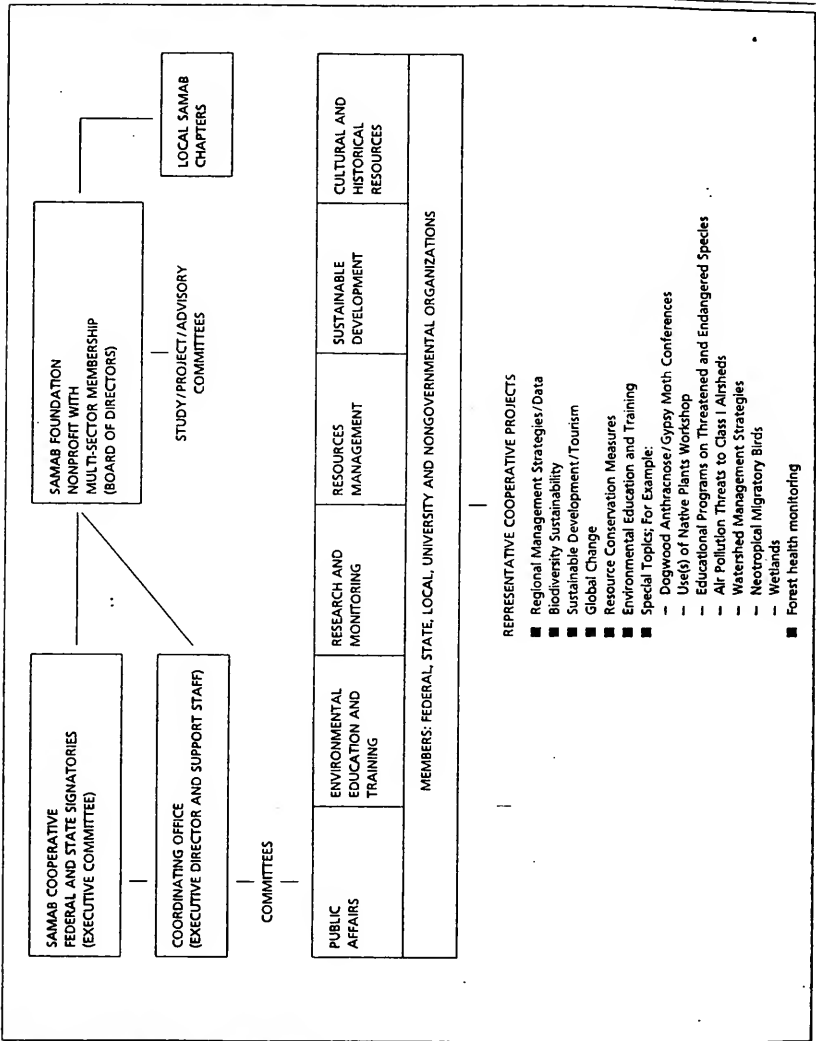 SAMAB COOPERATIVE
FEDERAL AND STATE SIGNATORIES
(EXECUTIVE COMMITTEE)
SAMAB FOUNDATION
NONPROFIT WITH
MULTI-SECTOR MEMBERSHIP
(BOARD OF DIRECTORS)
COORDINATING OFFICE
(EXECUTIVE DIRECTOR AND SUPPORT STAFF)
LOCAL SAMAB
CHAPTERS
COMMITTEES
STUDY/PROJECT/ADVISORY
COMMITTEES
PUBLIC
AFFAIRS
ENVIRONMENTAL
EDUCATION AND
TRAINING
RESEARCH AND
MONITORING
RESOURCES
MANAGEMENT
SUSTAINABLE
DEVELOPMENT
CULTURAL AND
HISTORICAL
RESOURCES
MEMBERS: FEDERAL, STATE, LOCAL, UNIVERSITY AND NONGOVERNMENTAL ORGANIZATIONS
REPRESENTATIVE COOPERATIVE PROJECTS
■ Regional Management Strategies/Data
■ Biodiversity Sustainability
■ Sustainable Development/Tourism
■ Global Change
■ Resource Conservation Measures
■ Environmental Education and Training
■ Special Topics; For Example:
– Dogwood Anthracnose/Gypsy Moth Conferences
– Use(s) of Native Plants Workshop
– Educational Programs on Threatened and Endangered Species
– Air Pollution Threats to Class I Airsheds
– Watershed Management Strategies
– Neotropical Migratory Birds
– Wetlands
■ Forest health monitoring